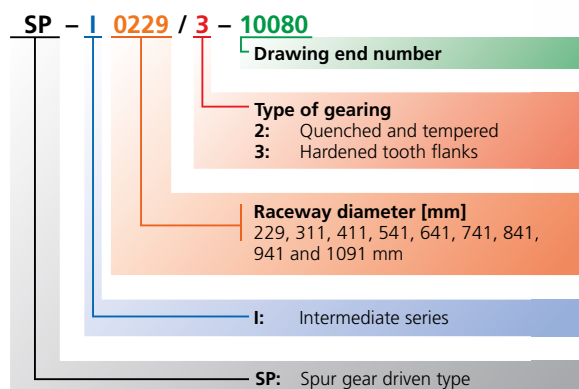 SP – I 0229 / 3 – 10080
Drawing end number
Type of gearing
2: Quenched and tempered
3: Hardened tooth flanks
Raceway diameter [mm]
229, 311, 411, 541, 641, 741, 841,
941 and 1091 mm
I: Intermediate series
SP: Spur gear driven type